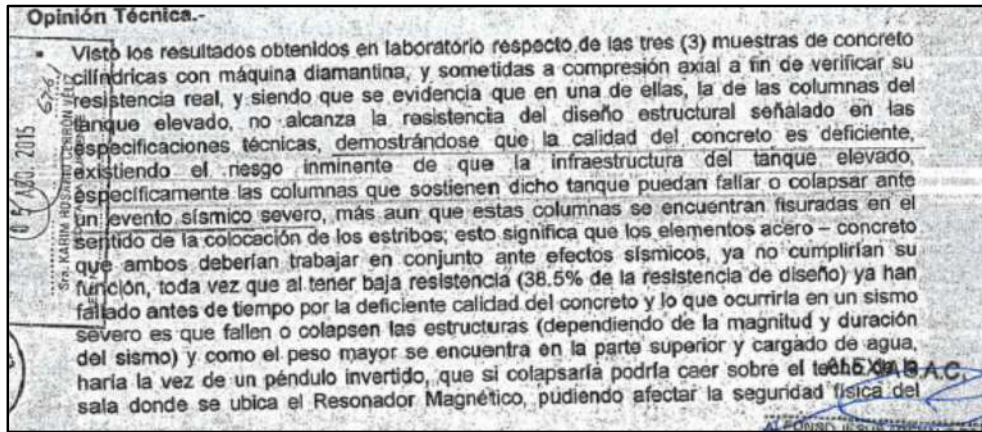 Opinión Técnica.-
▪ Visto los resultados obtenidos en laboratorio respecto de las tres (3) muestras de concreto
cilíndricas con máquina diamantina, y sometidas a compresión axial a fin de verificar su
resistencia real, y siendo que se evidencia que en una de ellas, la de las columnas del
tanque elevado, no alcanza la resistencia del diseño estructural señalado en las
especificaciones técnicas, demostrándose que la calidad del concreto es deficiente,
existiendo el riesgo inminente de que la infraestructura del tanque elevado,
específicamente las columnas que sostienen dicho tanque puedan fallar o colapsar ante
un evento sísmico severo, más aun que estas columnas se encuentran fisuradas en el
sentido de la colocación de los estribos; esto significa que los elementos acero – concreto
que ambos deberían trabajar en conjunto ante efectos sísmicos, ya no cumplirían su
función, toda vez que al tener baja resistencia (38.5% de la resistencia de diseño) ya han
fallado antes de tiempo por la deficiente calidad del concreto y lo que ocurriría en un sismo
severo es que fallen o colapsen las estructuras (dependiendo de la magnitud y duración
del sismo) y como el peso mayor se encuentra en la parte superior y cargado de agua,
haría la vez de un péndulo invertido, que si colapsaría podría caer sobre el techo de la
sala donde se ubica el Resonador Magnético, pudiendo afectar la seguridad física del
2015
Sra. KARIM ROSARIO
S.A.C.